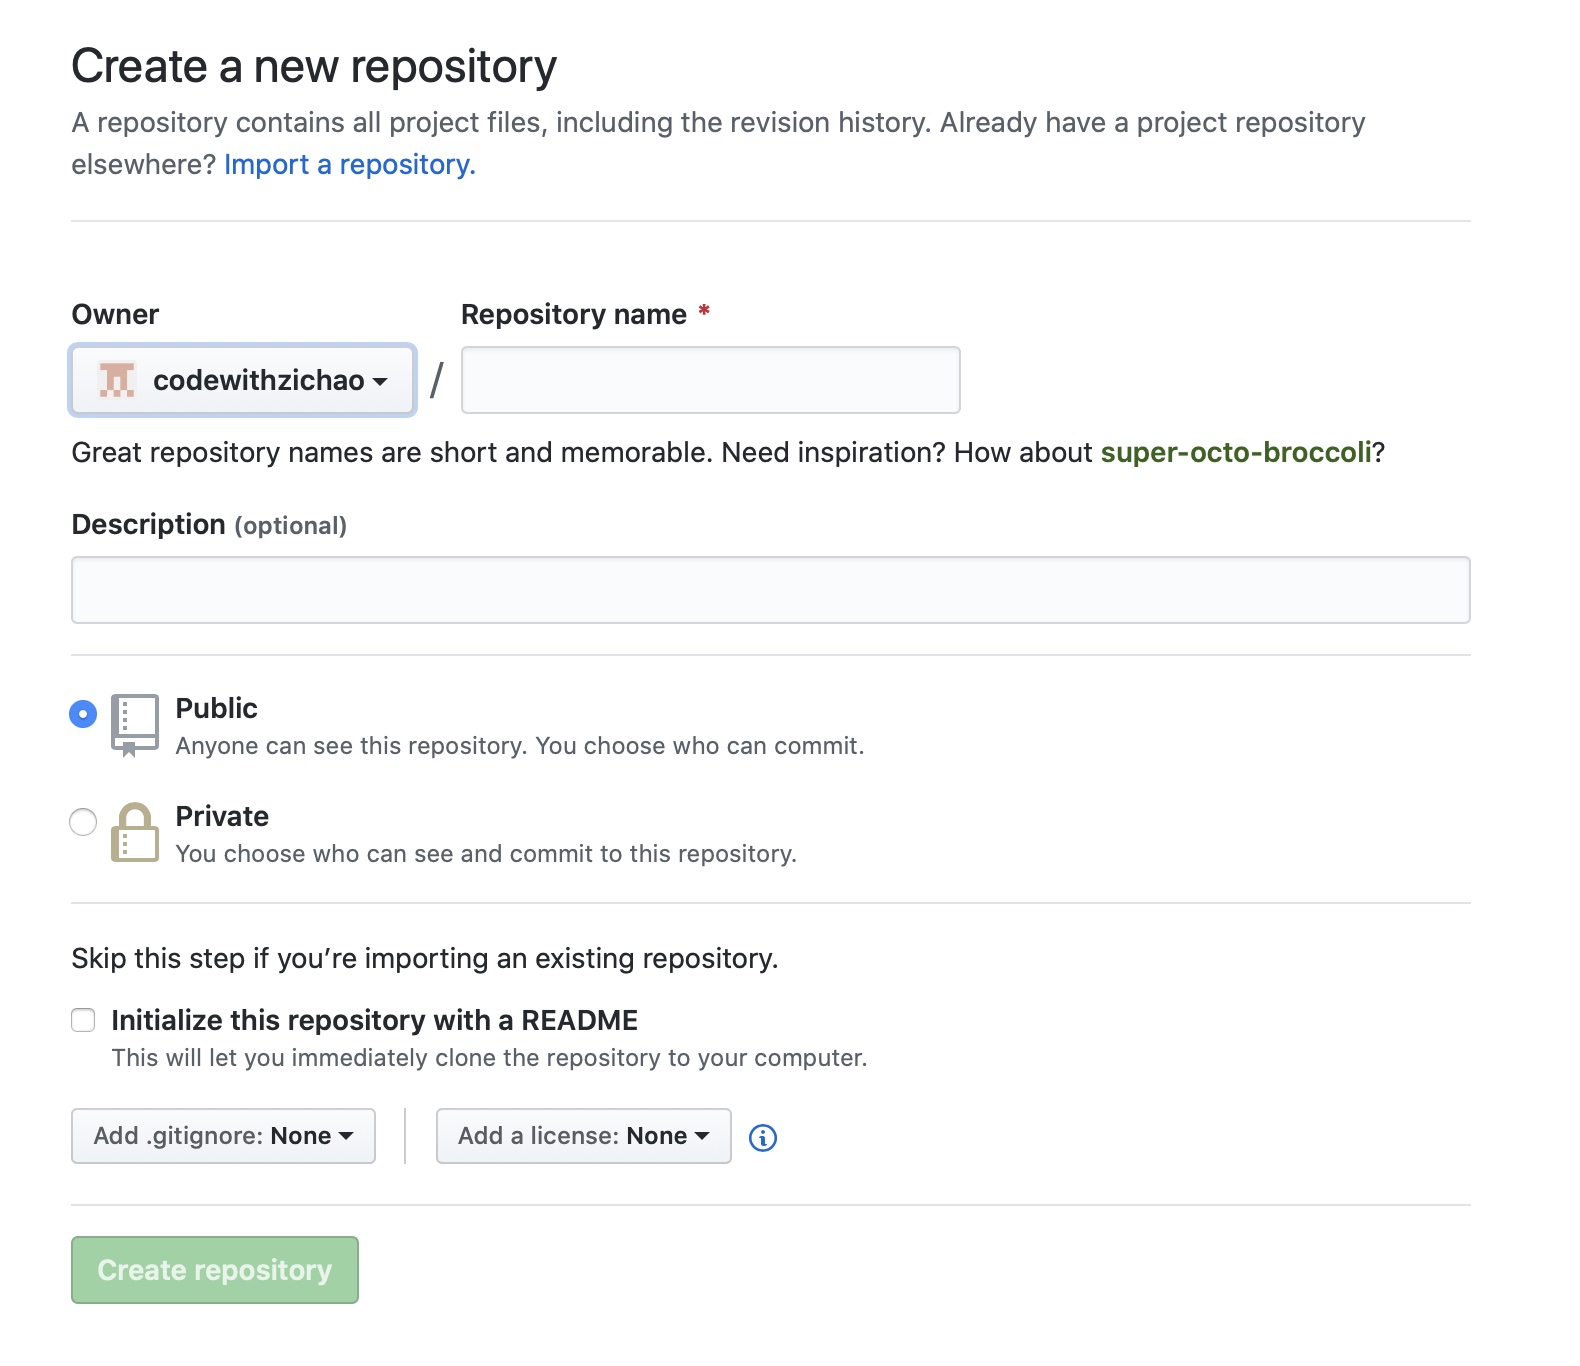 Create a new repository
A repository contains all project files, including the revision history. Already have a project repository
elsewhere? Import a repository.
Owner
Repository name *
codewithzichao
/
Great repository names are short and memorable. Need inspiration? How about super-octo-broccoli?
Description (optional)
Public
Anyone can see this repository. You choose who can commit.
Private
You choose who can see and commit to this repository.
Skip this step if you’re importing an existing repository.
Initialize this repository with a README
This will let you immediately clone the repository to your computer.
Add .gitignore: None
Add a license: None
Create repository